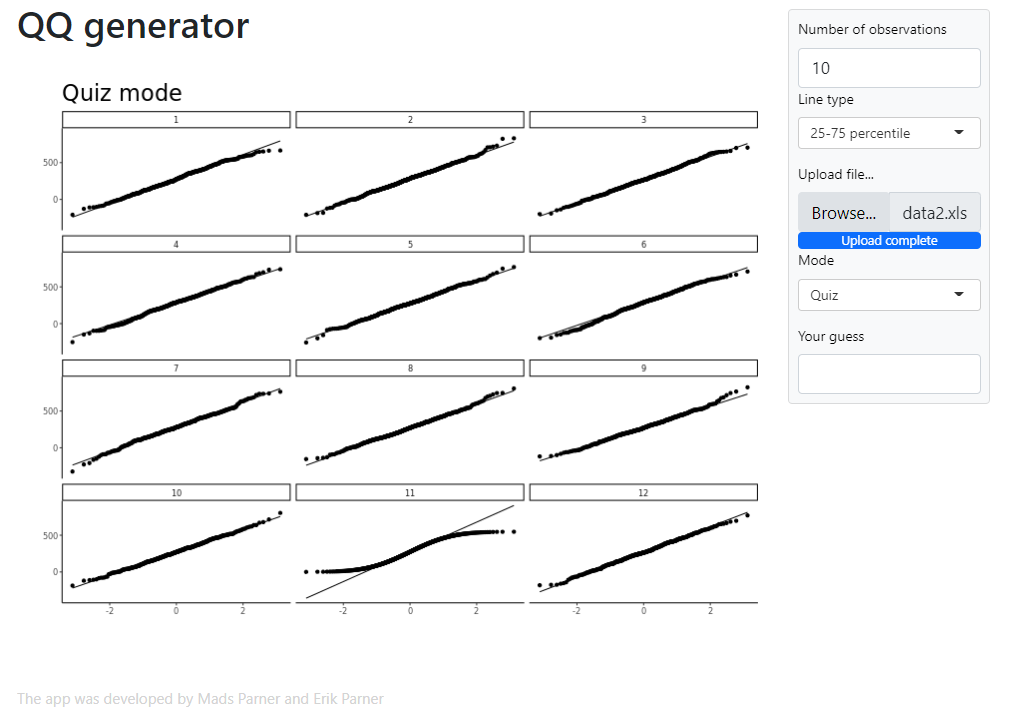 QQ generator
Quiz mode
1 2 3
500
0
4 5 6
500
0
7 8 9
500
0
10 11 12
500
0
-2 0 2 -2 0 2 -2 0 2
Number of observations
10
Line type
25-75 percentile
Upload file...
Browse... data2.xls
Upload complete
Mode
Quiz
Your guess
The app was developed by Mads Parner and Erik Parner